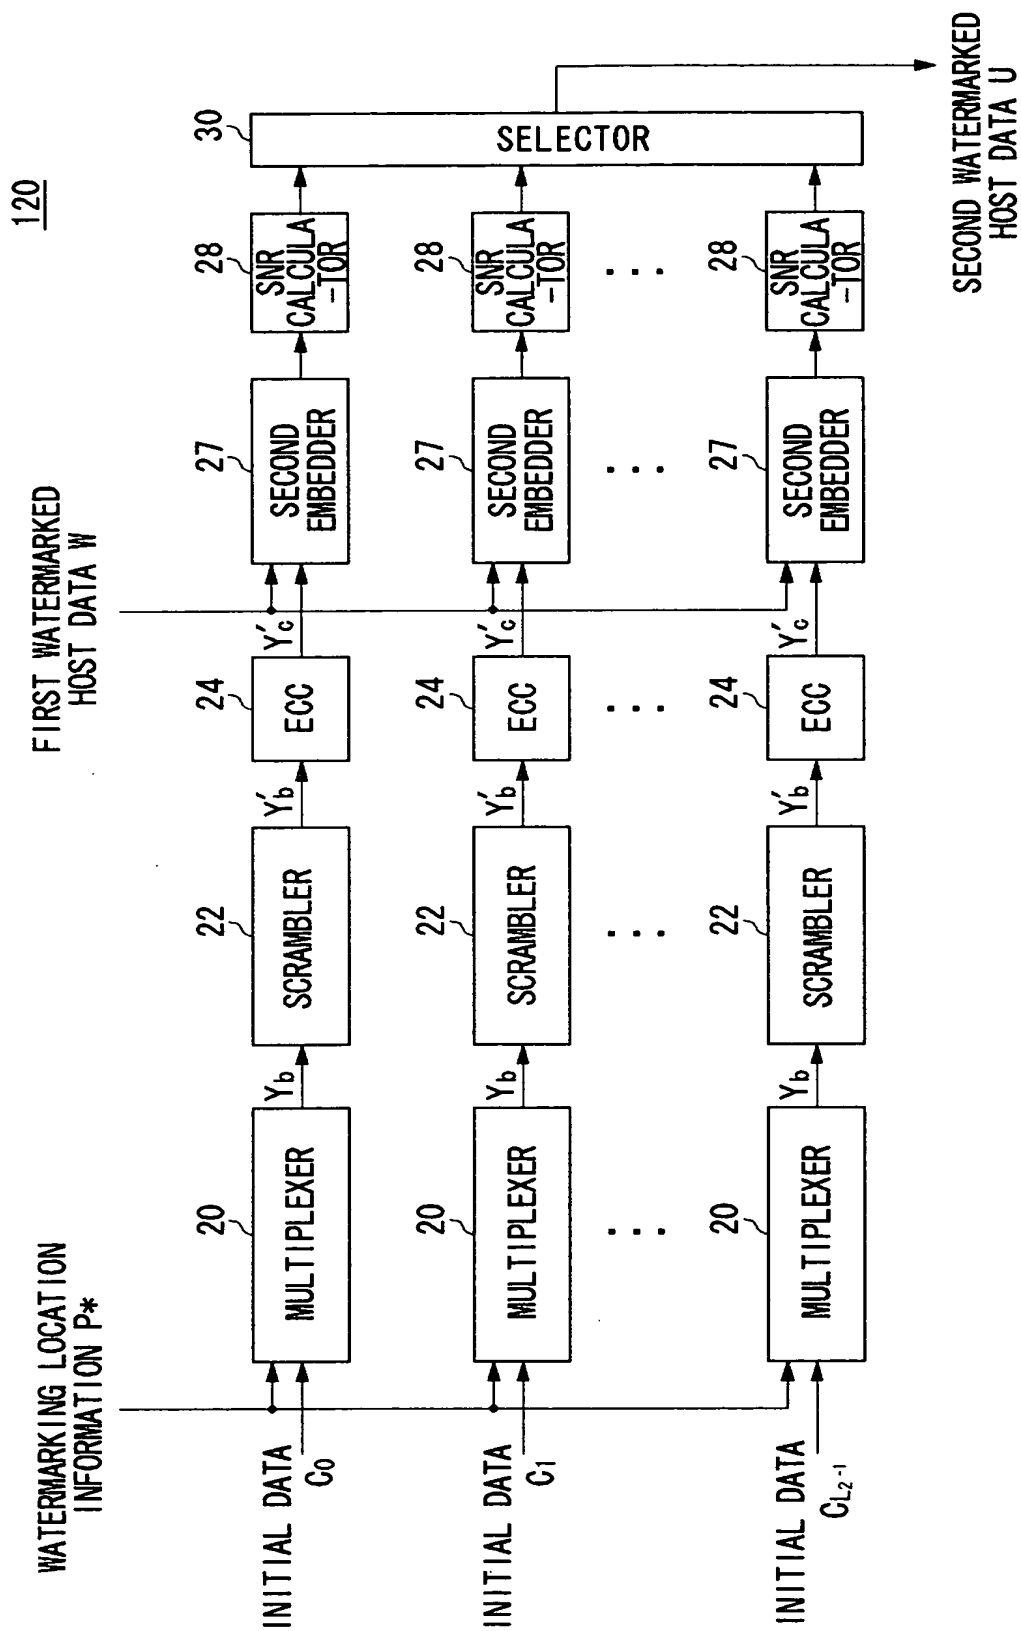 120
WATERMARKING LOCATION
INFORMATION P*
FIRST WATERMARKED
HOST DATA W
INITIAL DATA
C0
20
MULTIPLEXER
Yb
22
SCRAMBLER
Y'b
24
ECC
Y'c
27
SECOND
EMBEDDER
28
SNR
CALCULA
-TOR
30
SELECTOR
INITIAL DATA
C1
20
MULTIPLEXER
Yb
22
SCRAMBLER
Y'b
24
ECC
Y'c
27
SECOND
EMBEDDER
28
SNR
CALCULA
-TOR
...
...
...
...
...
INITIAL DATA
CL2-1
20
MULTIPLEXER
Yb
22
SCRAMBLER
Y'b
24
ECC
Y'c
27
SECOND
EMBEDDER
28
SNR
CALCULA
-TOR
SECOND WATERMARKED
HOST DATA U